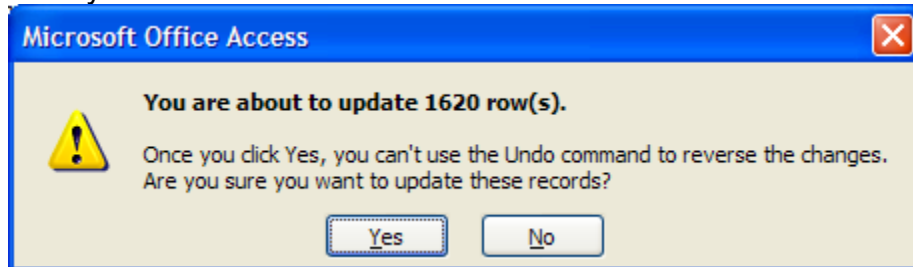 Microsoft Office Access
You are about to update 1620 row(s).
Once you click Yes, you can't use the Undo command to reverse the changes.
Are you sure you want to update these records?
Yes No